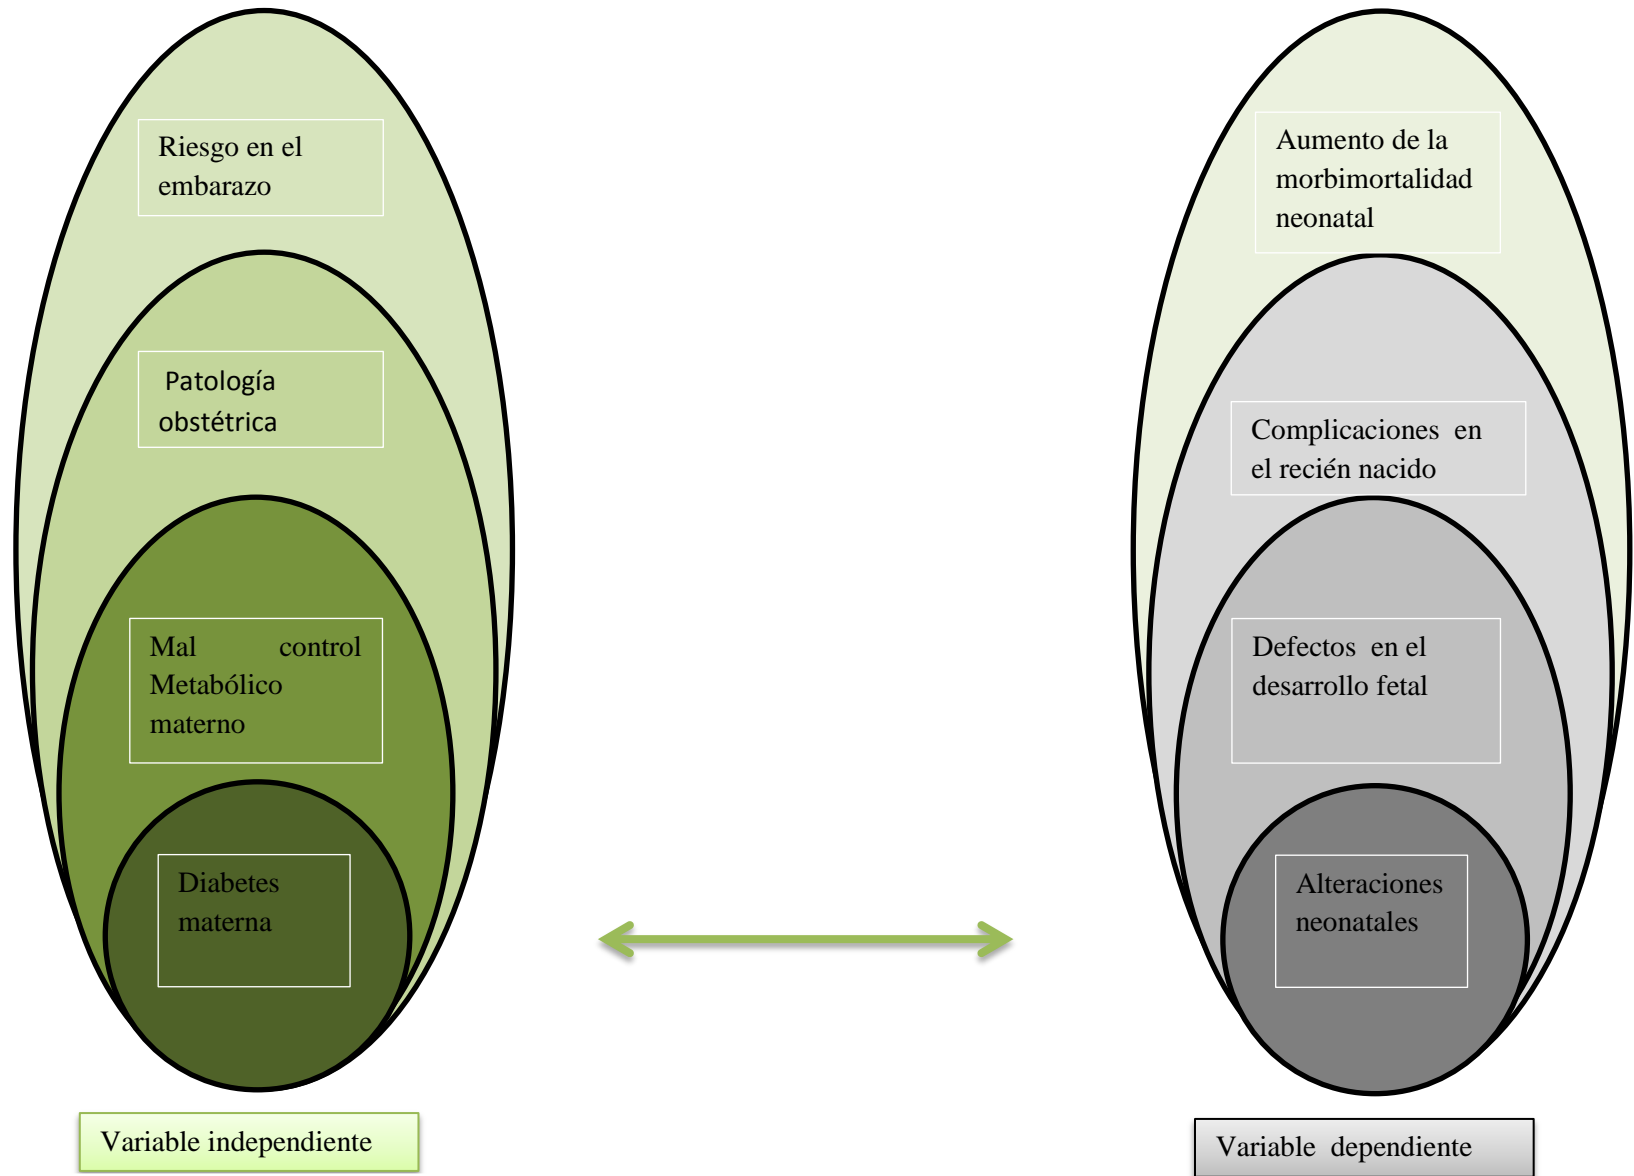 Riesgo en el
embarazo
Patología
obstétrica
Mal control
Metabólico
materno
Diabetes
materna
Variable independiente
Aumento de la
morbimortalidad
neonatal
Complicaciones en
el recién nacido
Defectos en el
desarrollo fetal
Alteraciones
neonatales
Variable dependiente